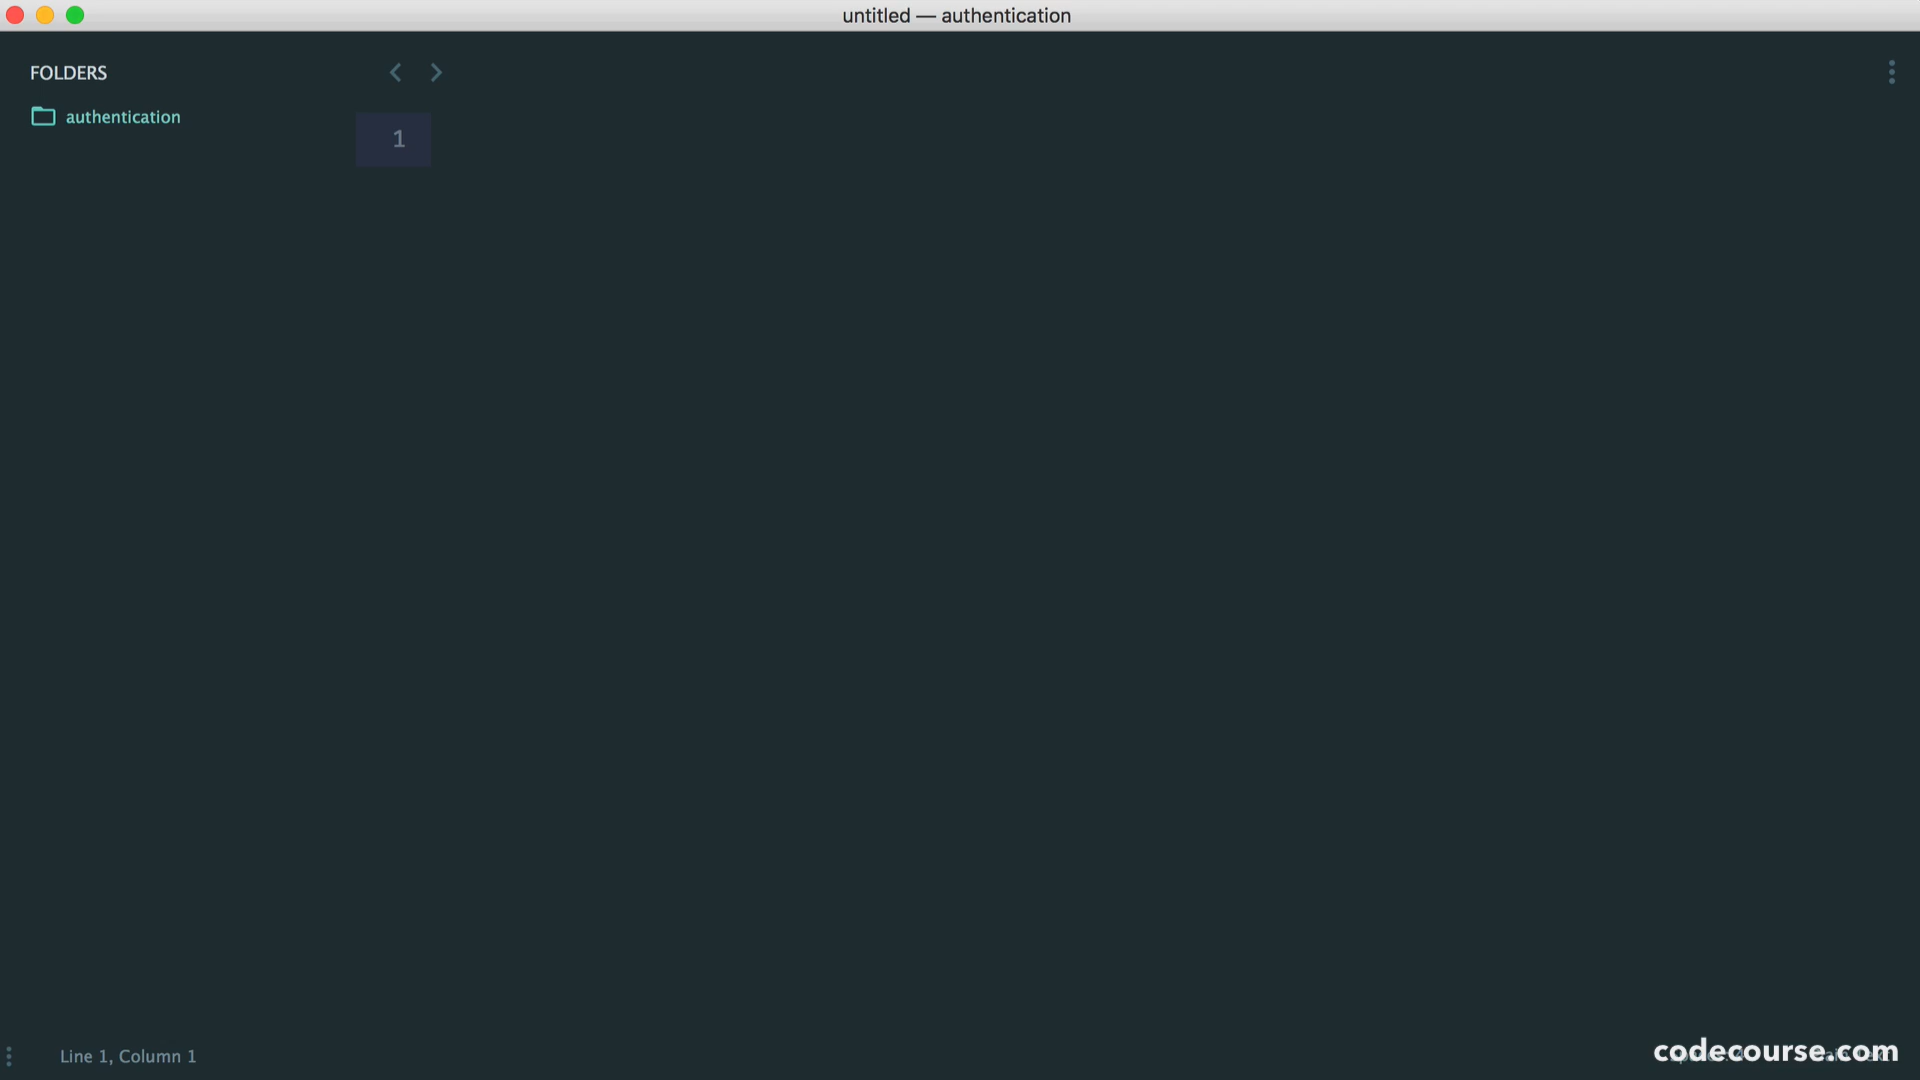 untitled — authentication
FOLDERS
authentication
1
Line 1, Column 1
codecourse.com